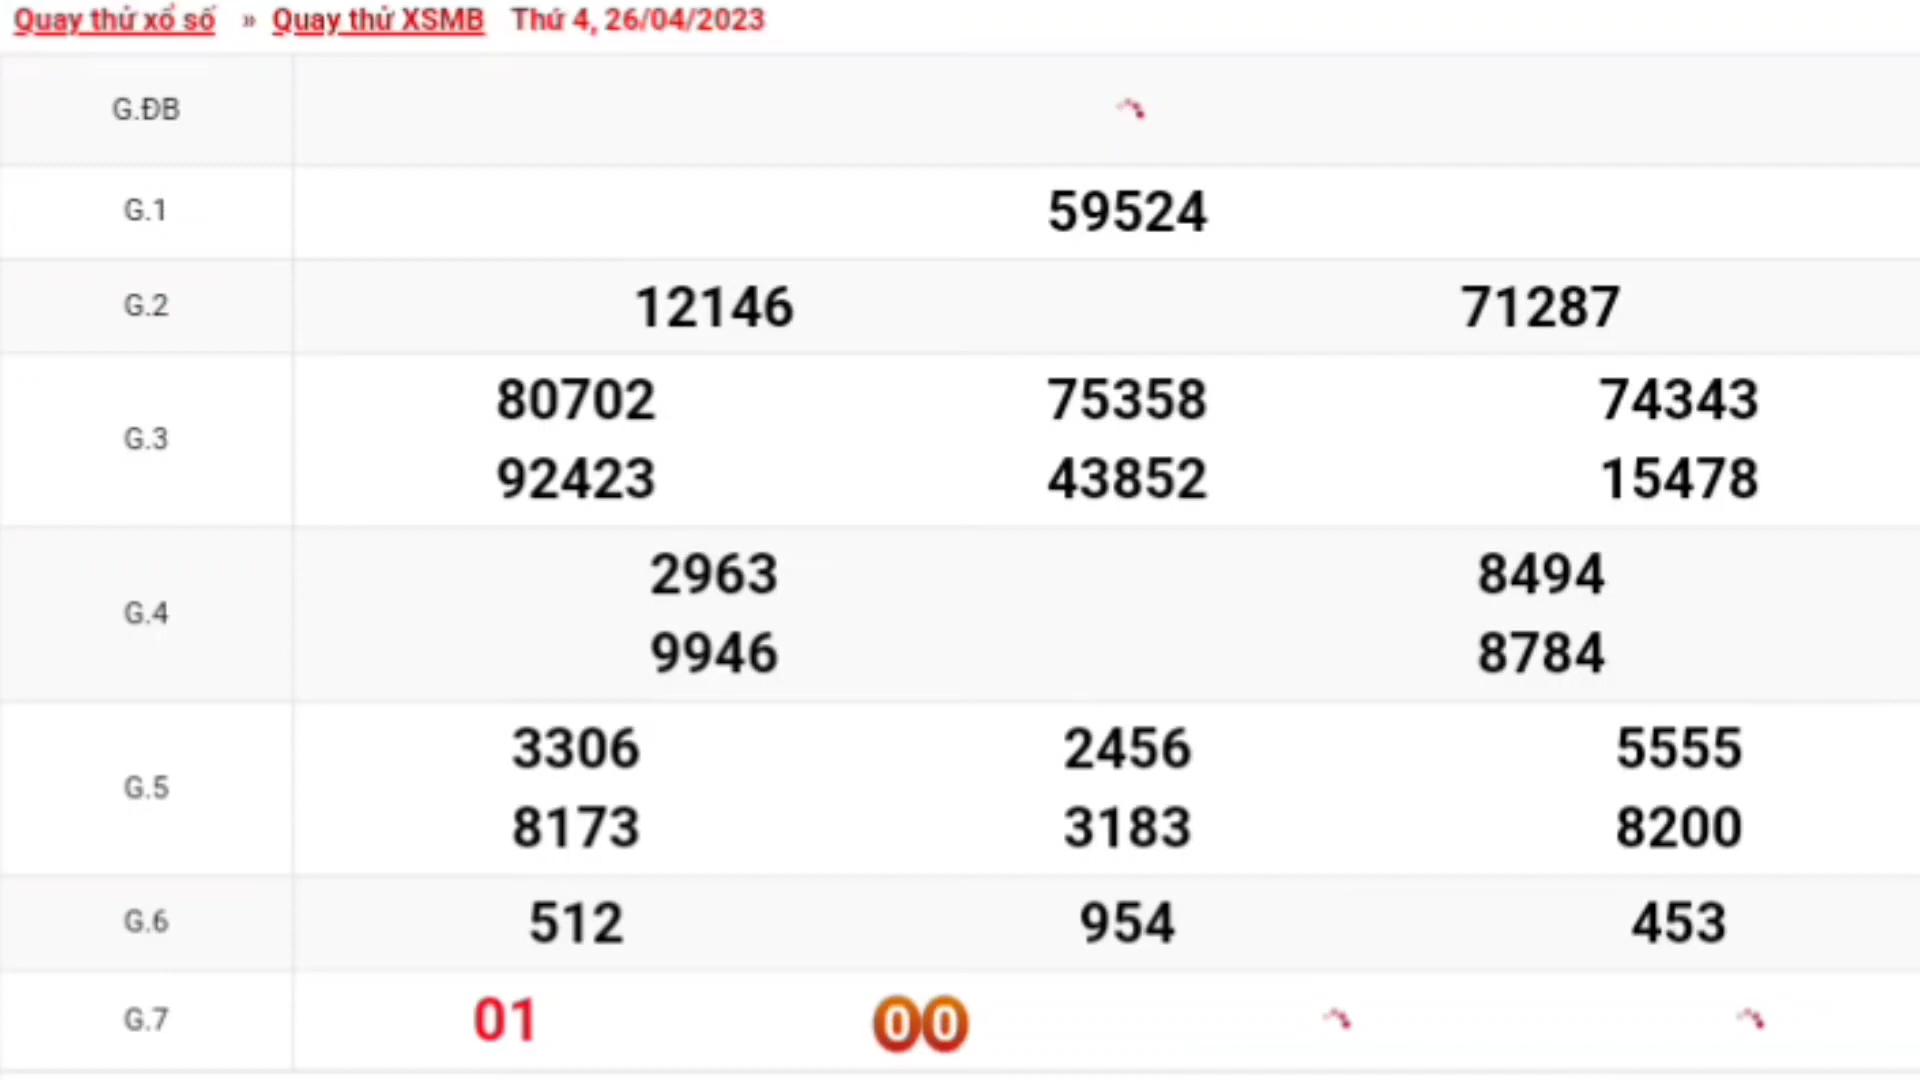 Quay thử xổ số » Quay thử XSMB Thứ 4, 26/04/2023
G.ĐB
G.1 59524
G.2 12146 71287
G.3 80702 75358 74343
92423 43852 15478
G.4 2963 8494
9946 8784
G.5 3306 2456 5555
8173 3183 8200
G.6 512 954 453
G.7 01 00